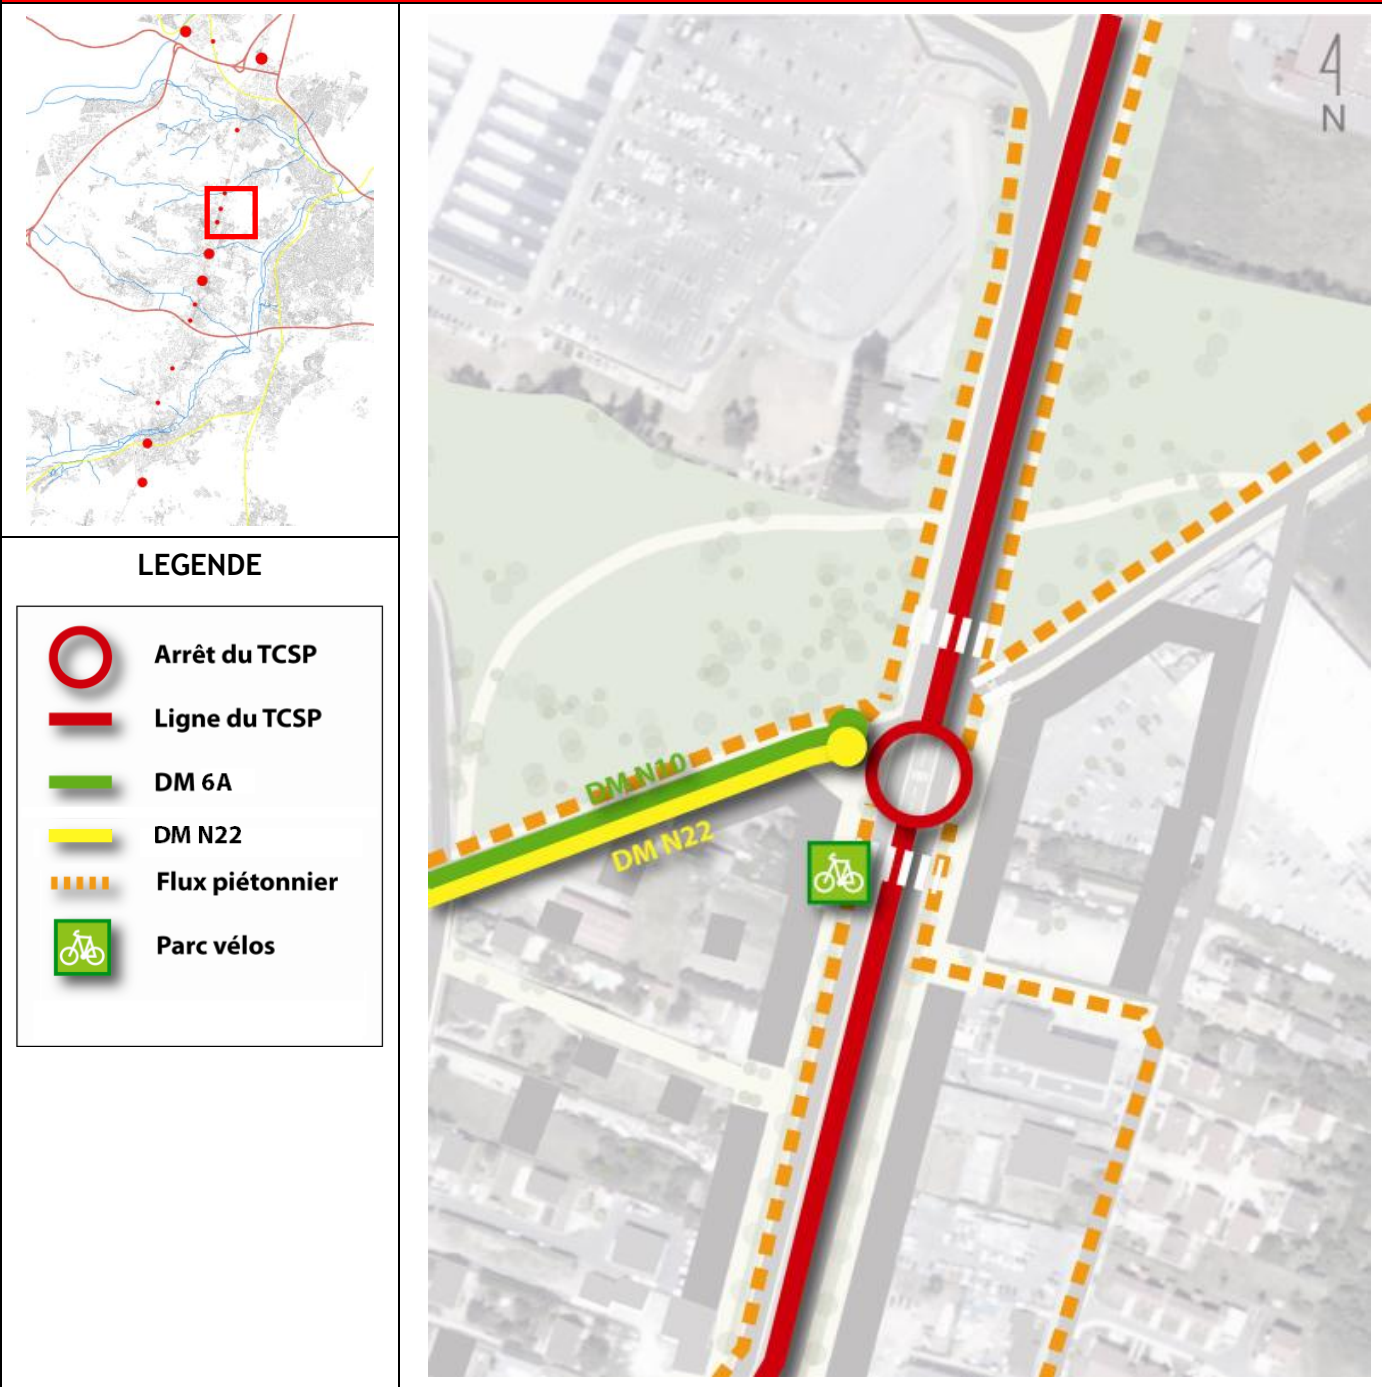 LEGENDE
Arrêt du TCSP
Ligne du TCSP
DM 6A
DM N22
Flux piétonnier
Parc vélos
N
DM N10
DM N22